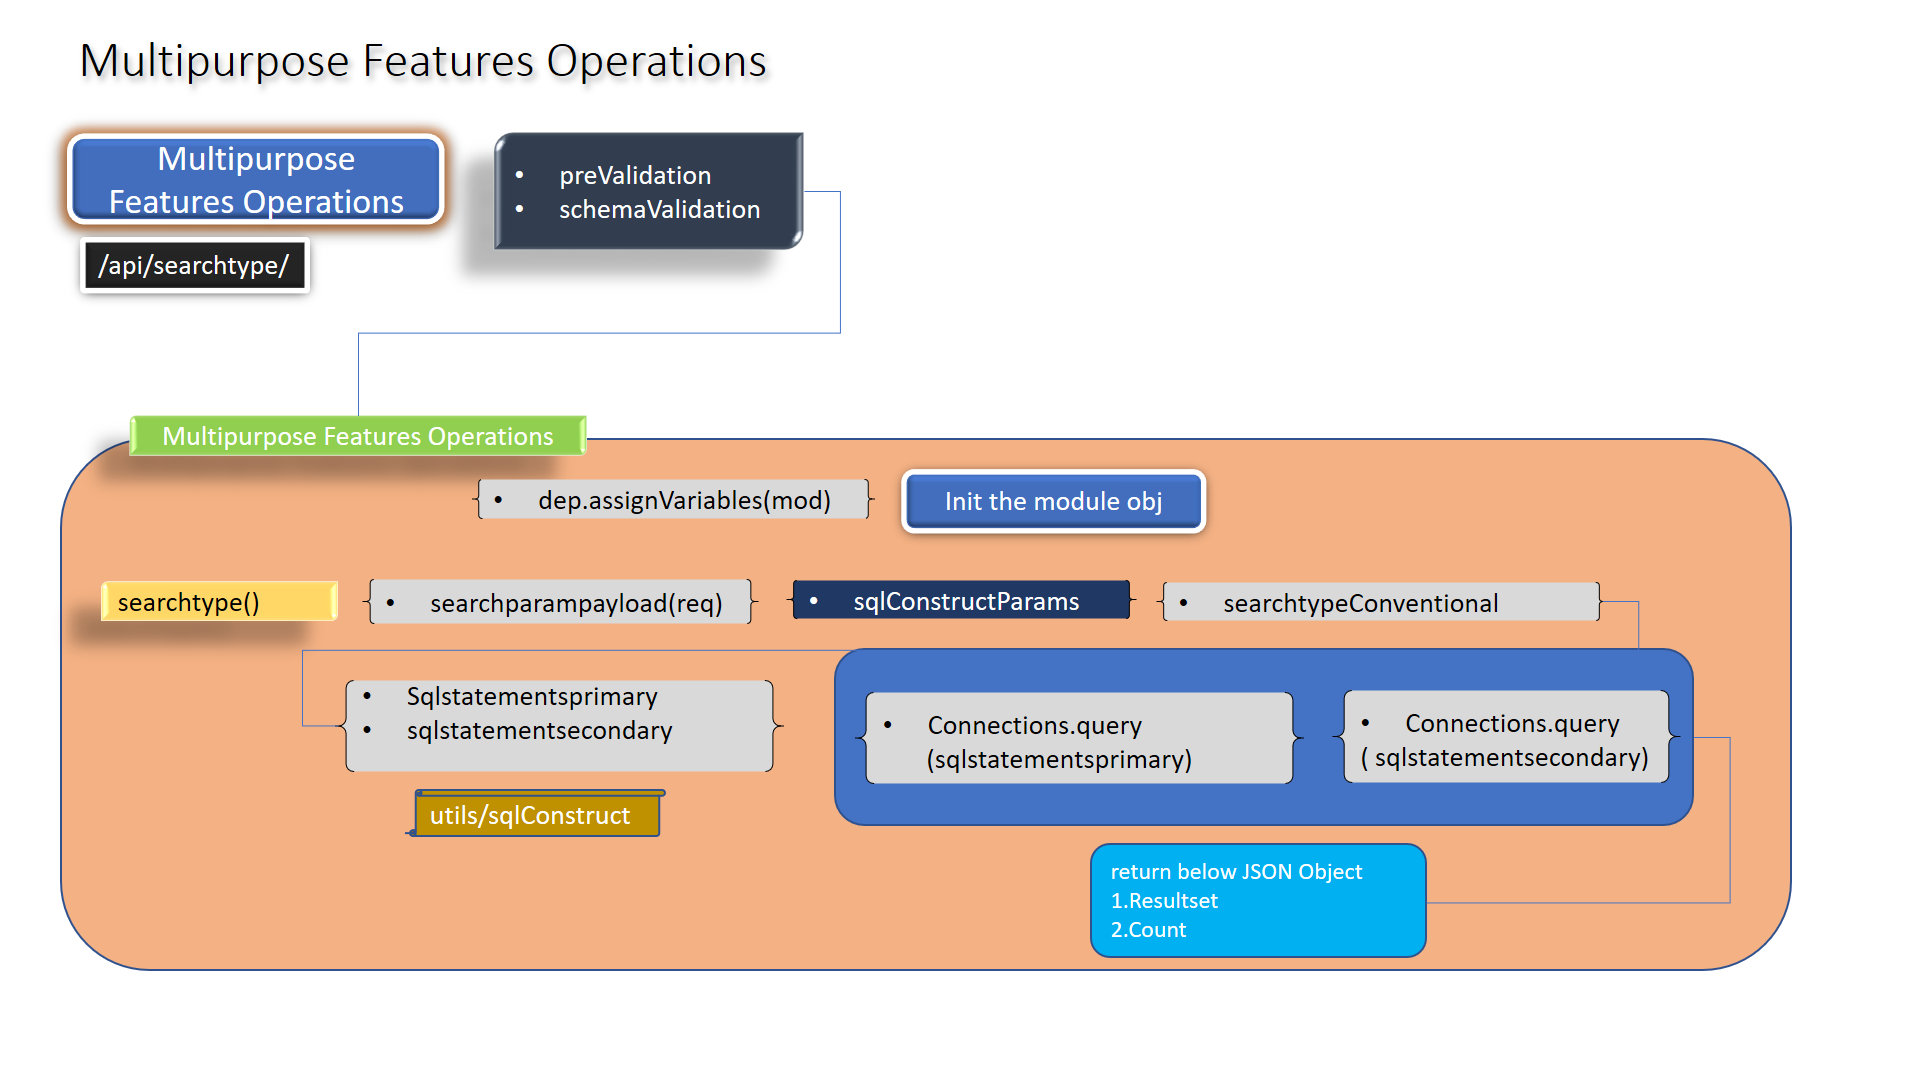 Multipurpose Features Operations
Multipurpose
Features Operations
• preValidation
• schemaValidation
/api/searchtype/
Multipurpose Features Operations
• dep.assignVariables(mod)
Init the module obj
searchtype()
• searchparampayload(req)
• sqlConstructParams
• searchtypeConventional
• Sqlstatementsprimary
• sqlstatementsecondary
• Connections.query
(sqlstatementsprimary)
• Connections.query
( sqlstatementsecondary)
utils/sqlConstruct
return below JSON Object
1.Resultset
2.Count